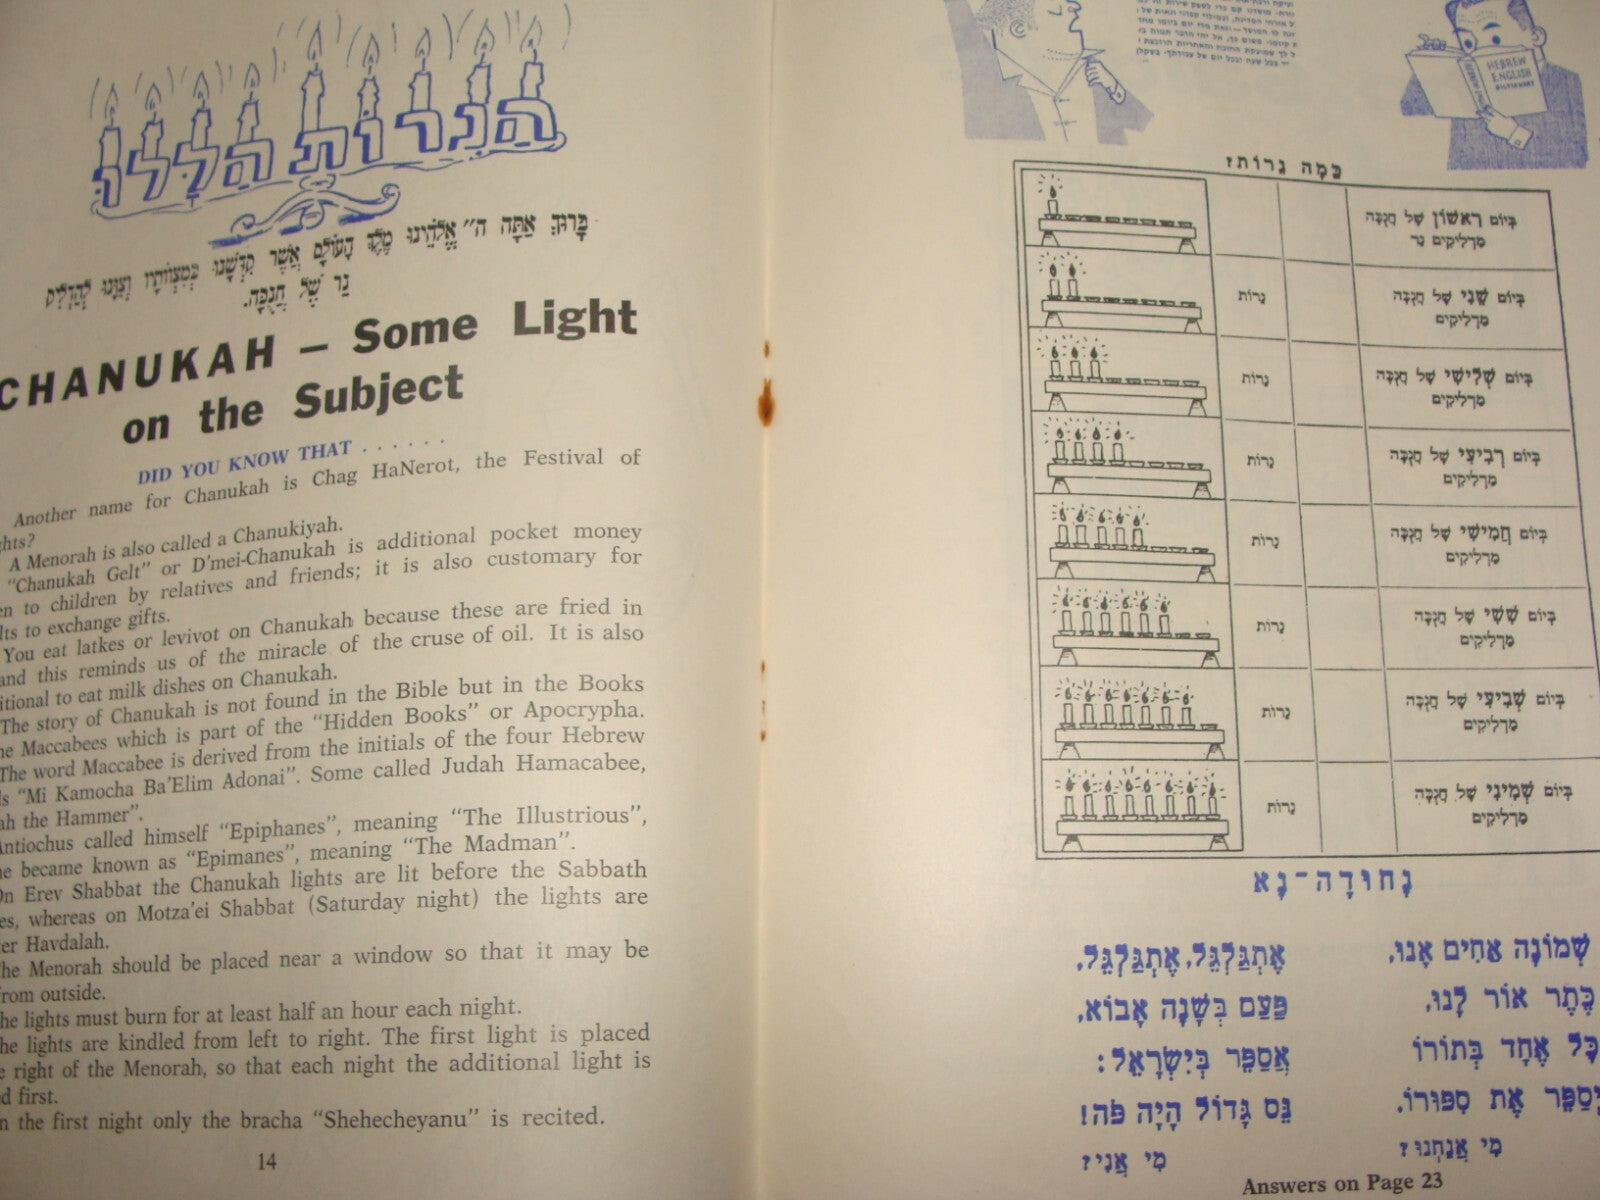 הַנֵּרוֹת הַלָּלוּ
בָּרוּךְ אַתָּה ה״ אֱלֹהֵינוּ מֶלֶךְ הָעוֹלָם אֲשֶׁר קִדְּשָׁנוּ בְּמִצְוֹתָיו וְצִוָּנוּ לְהַדְלִיק
נֵר שֶׁל חֲנֻכָּה.
CHANUKAH – Some Light
on the Subject
DID YOU KNOW THAT . . . . . .
Another name for Chanukah is Chag HaNerot, the Festival of
ghts?
A Menorah is also called a Chanukiyah.
"Chanukah Gelt" or D'mei-Chanukah is additional pocket money
en to children by relatives and friends; it is also customary for
lts to exchange gifts.
You eat latkes or levivot on Chanukah because these are fried in
and this reminds us of the miracle of the cruse of oil. It is also
itional to eat milk dishes on Chanukah.
The story of Chanukah is not found in the Bible but in the Books
he Maccabees which is part of the "Hidden Books" or Apocrypha.
The word Maccabee is derived from the initials of the four Hebrew
ds "Mi Kamocha Ba'Elim Adonai". Some called Judah Hamacabee,
ah the Hammer".
Antiochus called himself "Epiphanes", meaning "The Illustrious",
he became known as "Epimanes", meaning "The Madman".
On Erev Shabbat the Chanukah lights are lit before the Sabbath
es, whereas on Motza'ei Shabbat (Saturday night) the lights are
ter Havdalah.
The Menorah should be placed near a window so that it may be
from outside.
he lights must burn for at least half an hour each night.
he lights are kindled from left to right. The first light is placed
e right of the Menorah, so that each night the additional light is
d first.
n the first night only the bracha "Shehecheyanu" is recited.
14
HEBREW
ENGLISH
DICTIONARY
כַּמָּה נֵרוֹת?
בְּיוֹם רִאשׁוֹן שֶׁל חֲנֻכָּה
מַדְלִיקִים נֵר
בְּיוֹם שֵׁנִי שֶׁל חֲנֻכָּה
מַדְלִיקִים נֵרוֹת
בְּיוֹם שְׁלִישִׁי שֶׁל חֲנֻכָּה
מַדְלִיקִים נֵרוֹת
בְּיוֹם רְבִיעִי שֶׁל חֲנֻכָּה
מַדְלִיקִים נֵרוֹת
בְּיוֹם חֲמִישִׁי שֶׁל חֲנֻכָּה
מַדְלִיקִים נֵרוֹת
בְּיוֹם שִׁשִּׁי שֶׁל חֲנֻכָּה
מַדְלִיקִים נֵרוֹת
בְּיוֹם שְׁבִיעִי שֶׁל חֲנֻכָּה
מַדְלִיקִים נֵרוֹת
בְּיוֹם שְׁמִינִי שֶׁל חֲנֻכָּה
מַדְלִיקִים נֵרוֹת
נָחוּדָה־נָא
שְׁמוֹנָה אַחִים אָנוּ,
כֶּתֶר אוֹר לָנוּ,
כָּל אֶחָד בְּתוֹרוֹ
יְסַפֵּר אֶת סִפּוּרוֹ.
מִי אֲנַחְנוּ?
אֶתְגַּלְגֵּל, אֶתְגַּלְגֵּל,
פַּעַם בְּשָׁנָה אָבוֹא,
אֲסַפֵּר בְּיִשְׂרָאֵל:
נֵס גָּדוֹל הָיָה פֹּה!
מִי אֲנִי?
Answers on Page 23